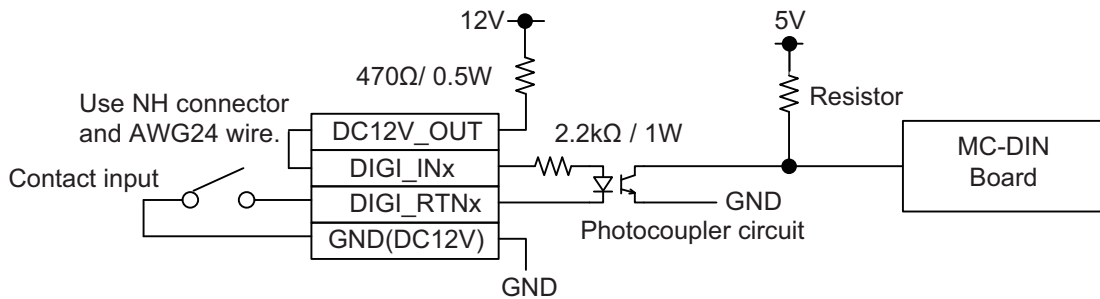 12V
5V
470Ω/ 0.5W
Resistor
Use NH connector
and AWG24 wire.
DC12V_OUT
2.2kΩ / 1W
DIGI_INx
MC-DIN
Board
Contact input
DIGI_RTNx
GND
Photocoupler circuit
GND(DC12V)
GND